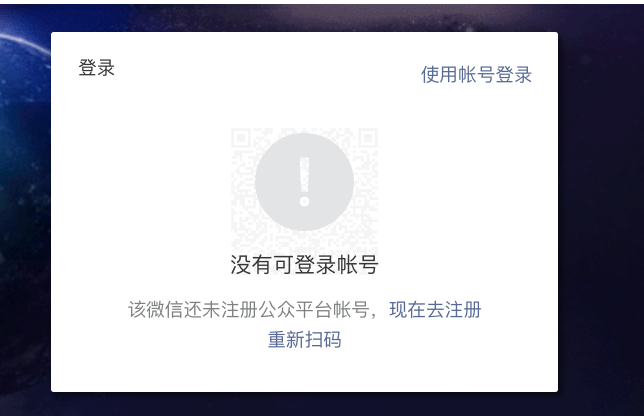 登录
使用帐号登录
没有可登录帐号
该微信还未注册公众平台帐号，现在去注册
重新扫码